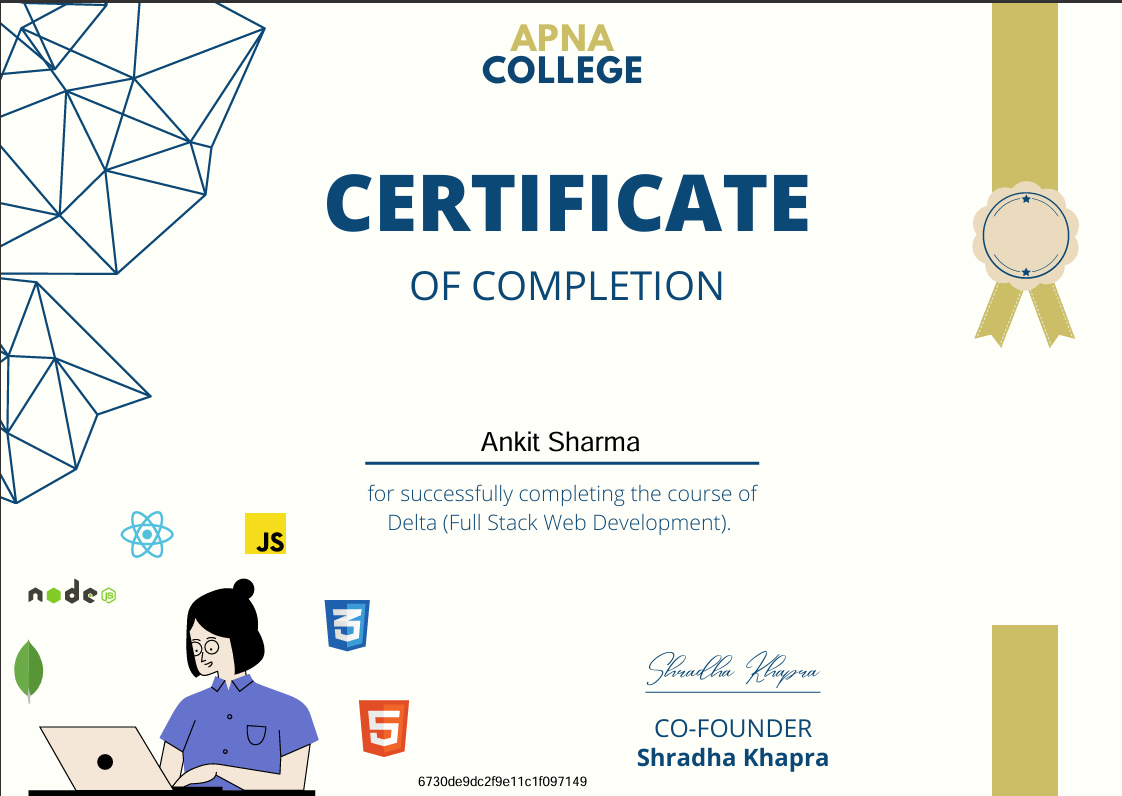 APNA
COLLEGE
CERTIFICATE
OF COMPLETION
Ankit Sharma
for successfully completing the course of
Delta (Full Stack Web Development).
JS
node
JS
3
5
Shradha Khapra
CO-FOUNDER
Shradha Khapra
6730de9dc2f9e11c1f097149